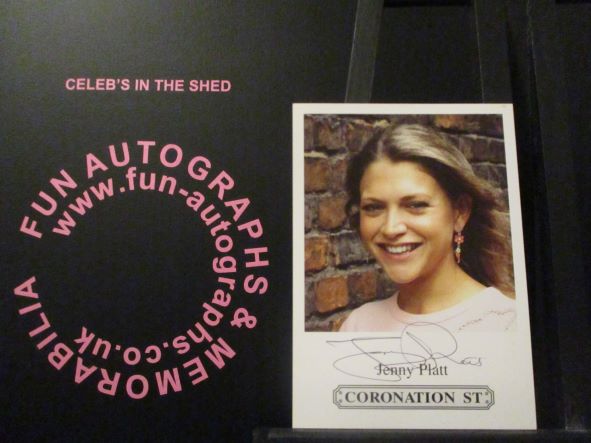 CELEB'S IN THE SHED
FUN AUTOGRAPHS & MEMORABILIA
www.fun-autographs.co.uk
Jenny Platt
CORONATION ST